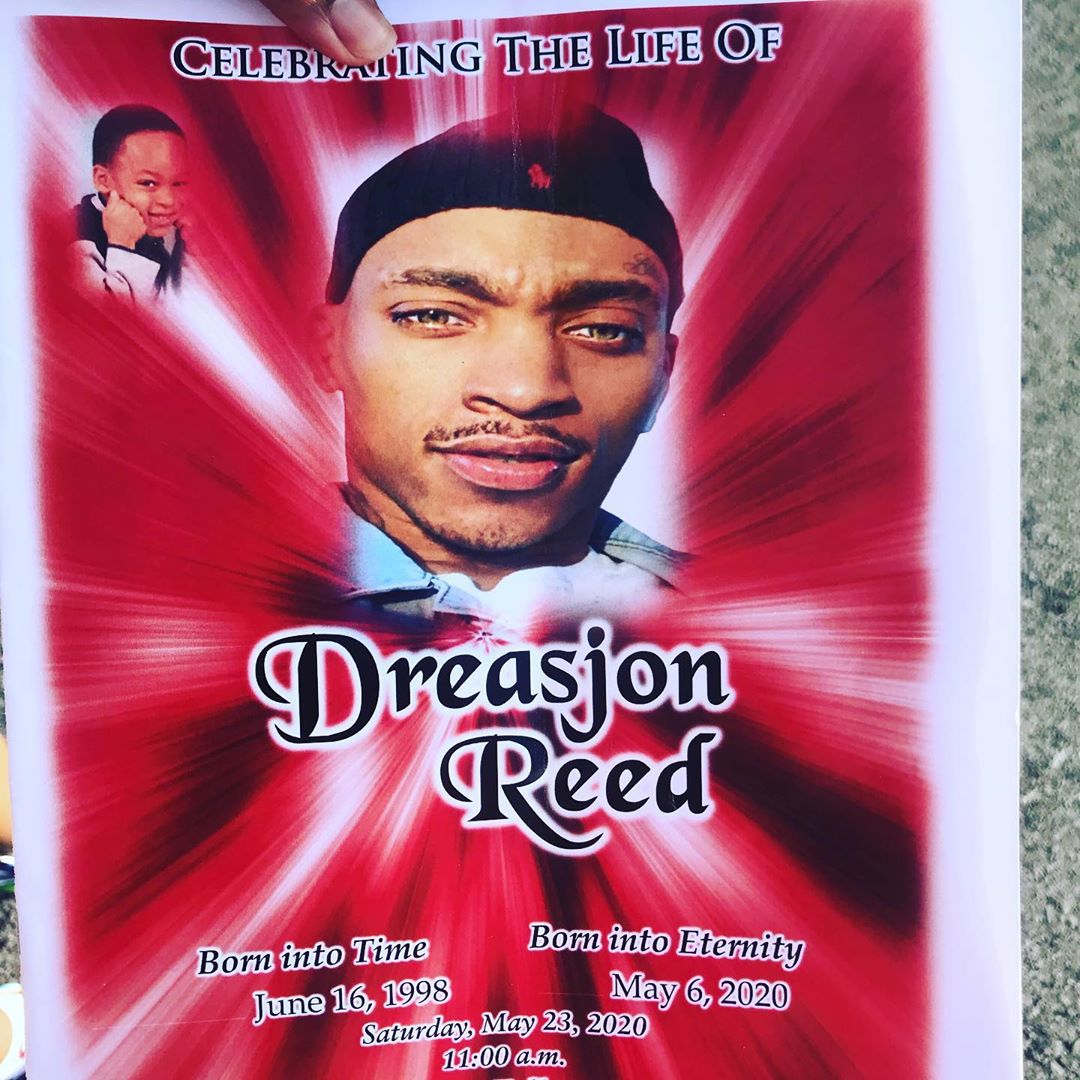 CELEBRATING THE LIFE OF
Dreasjon
Reed
Born into Time
Born into Eternity
June 16, 1998
May 6, 2020
Saturday, May 23, 2020
11:00 a.m.